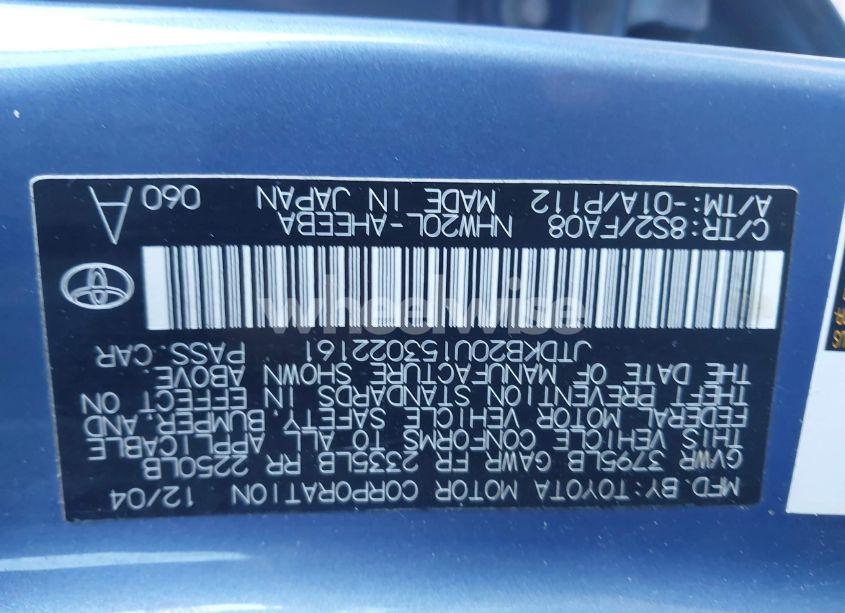 MFD. BY: TOYOTA MOTOR CORPORATION 12/04
GVWR 3795LB GAWR FR 2335LB RR 2250LB
THIS VEHICLE CONFORMS TO ALL APPLICABLE
FEDERAL MOTOR VEHICLE SAFETY, BUMPER, AND
THEFT PREVENTION STANDARDS IN EFFECT ON
THE DATE OF MANUFACTURE SHOWN ABOVE.
JTDKB20U153022161 PASS. CAR
wheelwise
C/TR:8S2/FA08 NHW20L-AHEEBA
A/TM:-01A/P112 MADE IN JAPAN 060 A